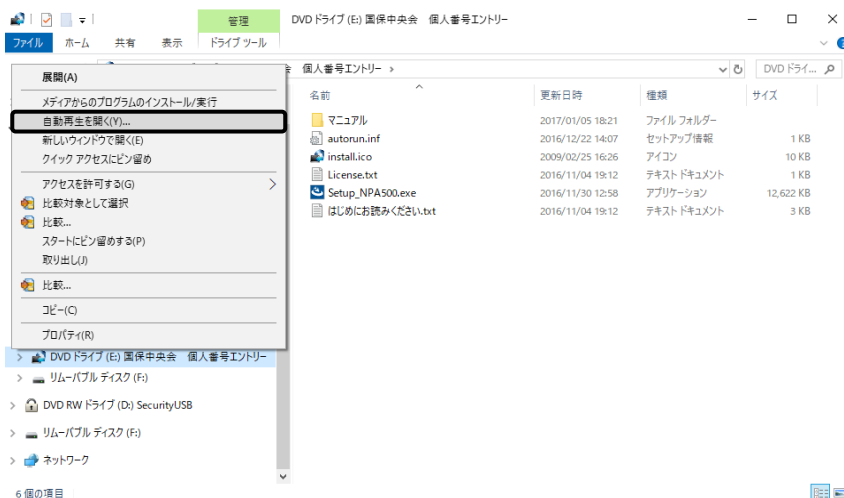 管理
DVD ドライブ (E:) 国保中央会　個人番号エントリー
ファイル
ホーム
共有
表示
ドライブ ツール
個人番号エントリー
DVD ドライ...
展開(A)
メディアからのプログラムのインストール/実行
自動再生を開く(Y)...
新しいウィンドウで開く(E)
クイック アクセスにピン留め
アクセスを許可する(G)
比較対象として選択
比較...
スタートにピン留めする(P)
取り出し(J)
比較...
コピー(C)
プロパティ(R)
DVD ドライブ (E:) 国保中央会　個人番号エントリー
リムーバブル ディスク (F:)
DVD RW ドライブ (D:) SecurityUSB
リムーバブル ディスク (F:)
ネットワーク
名前 更新日時 種類 サイズ
マニュアル 2017/01/05 18:21 ファイル フォルダー
autorun.inf 2016/12/22 14:07 セットアップ情報 1 KB
install.ico 2009/02/25 16:26 アイコン 10 KB
License.txt 2016/11/04 19:12 テキスト ドキュメント 1 KB
Setup_NPA500.exe 2016/11/30 12:58 アプリケーション 12,622 KB
はじめにお読みください.txt 2016/11/04 19:12 テキスト ドキュメント 3 KB
6 個の項目